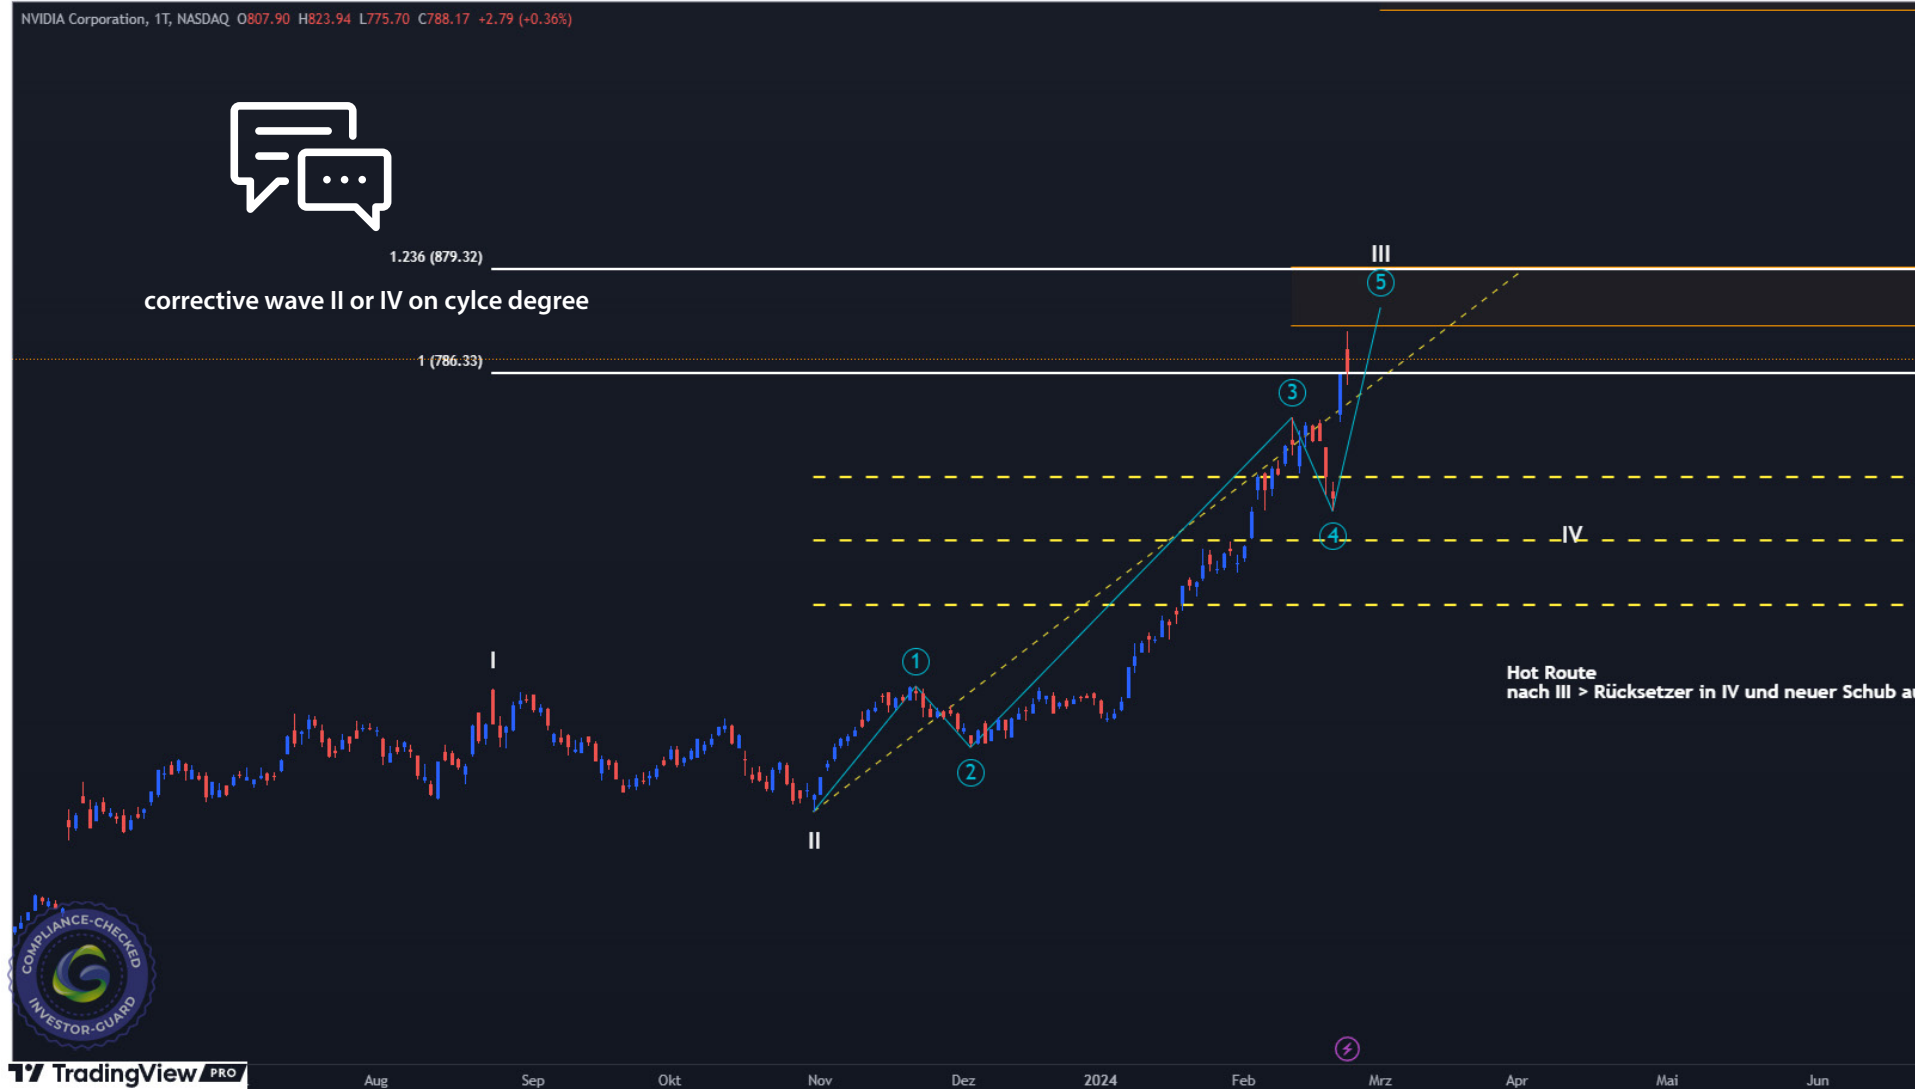 NVIDIA Corporation, 1T, NASDAQ O807.90 H823.94 L775.70 C788.17 +2.79 (+0.36%)
1.236 (879.32)
corrective wave II or IV on cylce degree
1 (786.33)
III
5
3
4
IV
I
1
2
II
Hot Route
nach III > Rücksetzer in IV und neuer Schub
COMPLIANCE-CHECKED
INVESTOR-GUARD
TradingView PRO
Aug Sep Okt Nov Dez 2024 Feb Mrz Apr Mai Jun